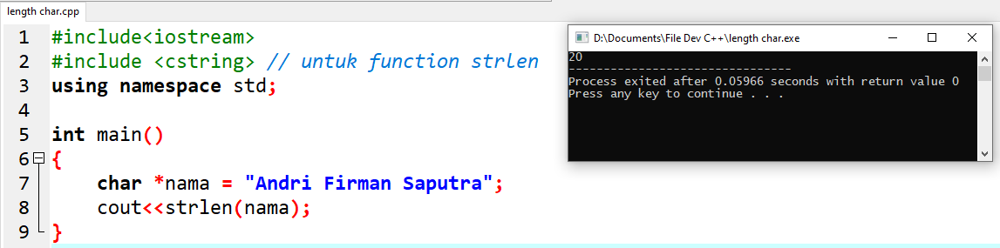 length char.cpp
1 #include<iostream>
2 #include <cstring> // untuk function strlen
3 using namespace std;
4
5 int main()
6 {
7 char *nama = "Andri Firman Saputra";
8 cout<<strlen(nama);
9 }
D:\Documents\File Dev C++\length char.exe
20
--------------------------------
Process exited after 0.05966 seconds with return value 0
Press any key to continue . . .